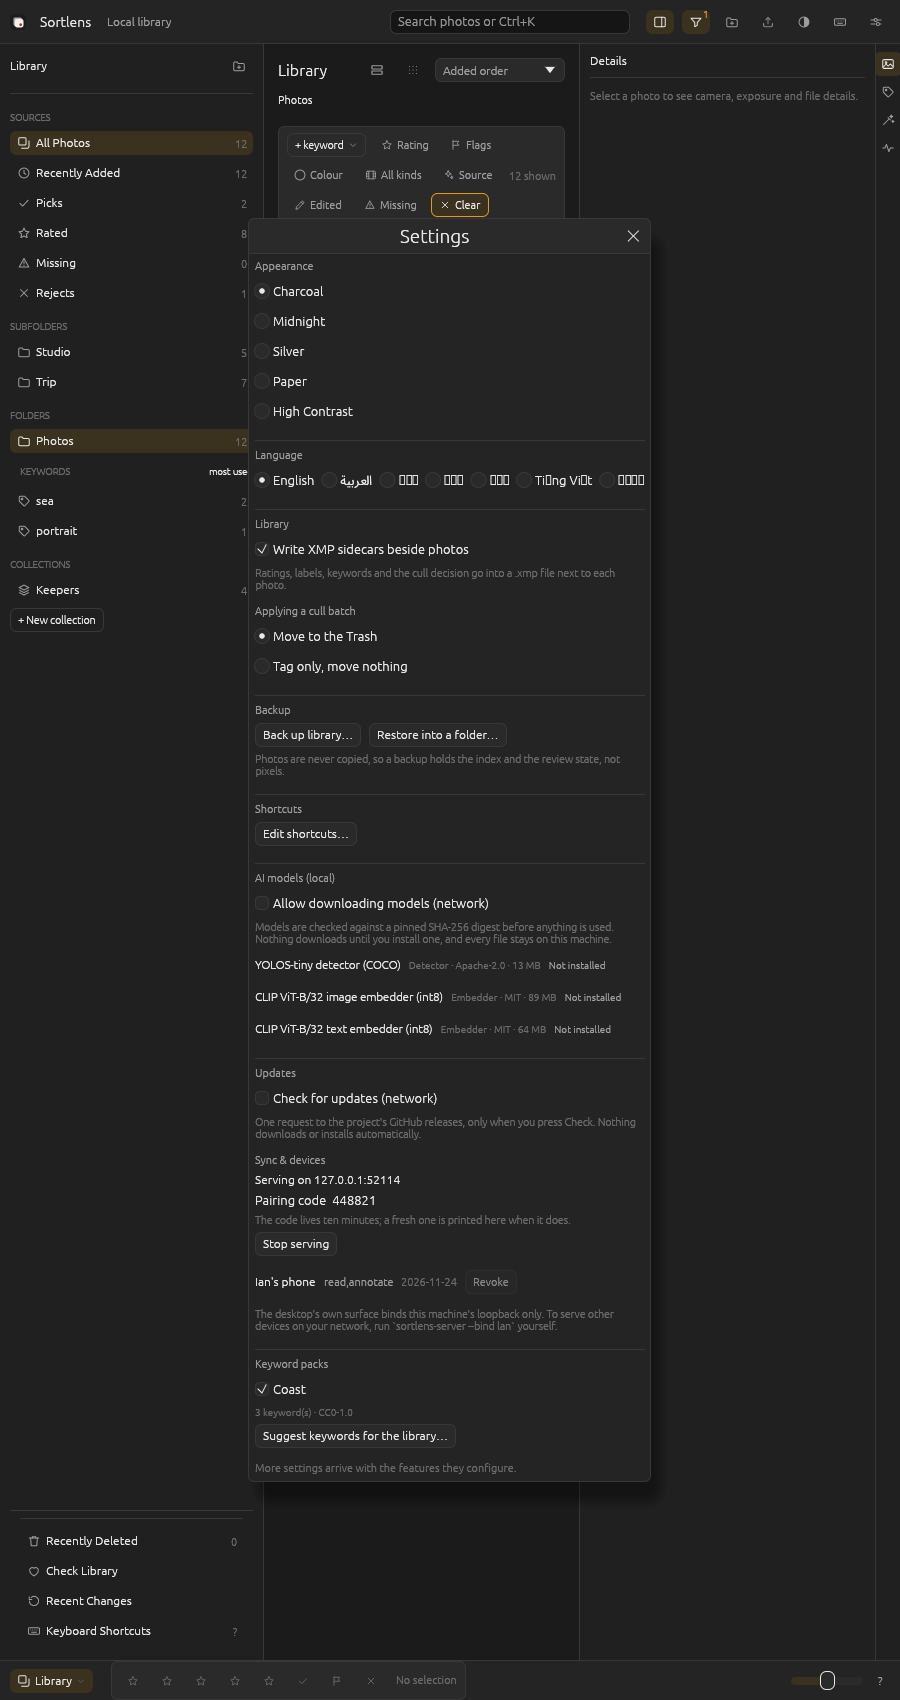 Sortlens
Local library
Search photos or Ctrl+K
1
Library
SOURCES
All Photos 12
Recently Added 12
Picks 2
Rated 8
Missing 0
Rejects 1
SUBFOLDERS
Studio 5
Trip 7
FOLDERS
Photos 12
KEYWORDS most use
sea 2
portrait 1
COLLECTIONS
Keepers 4
+ New collection
Library
Added order
Photos
+ keyword
Rating
Flags
Colour
All kinds
Source
12 shown
Edited
Missing
Clear
Details
Select a photo to see camera, exposure and file details.
Settings
Appearance
Charcoal
Midnight
Silver
Paper
High Contrast
Language
English
العربية
Library
Write XMP sidecars beside photos
Ratings, labels, keywords and the cull decision go into a .xmp file next to each
photo.
Applying a cull batch
Move to the Trash
Tag only, move nothing
Backup
Back up library…
Restore into a folder…
Photos are never copied, so a backup holds the index and the review state, not
pixels.
Shortcuts
Edit shortcuts…
AI models (local)
Allow downloading models (network)
Models are checked against a pinned SHA-256 digest before anything is used.
Nothing downloads until you install one, and every file stays on this machine.
YOLOS-tiny detector (COCO) Detector · Apache-2.0 · 13 MB Not installed
CLIP ViT-B/32 image embedder (int8) Embedder · MIT · 89 MB Not installed
CLIP ViT-B/32 text embedder (int8) Embedder · MIT · 64 MB Not installed
Updates
Check for updates (network)
One request to the project's GitHub releases, only when you press Check. Nothing
downloads or installs automatically.
Sync & devices
Serving on 127.0.0.1:52114
Pairing code 448821
The code lives ten minutes; a fresh one is printed here when it does.
Stop serving
Ian's phone read,annotate 2026-11-24 Revoke
The desktop's own surface binds this machine's loopback only. To serve other
devices on your network, run `sortlens-server --bind lan` yourself.
Keyword packs
Coast
3 keyword(s) · CC0-1.0
Suggest keywords for the library…
More settings arrive with the features they configure.
Recently Deleted 0
Check Library
Recent Changes
Keyboard Shortcuts ?
Library
No selection
?